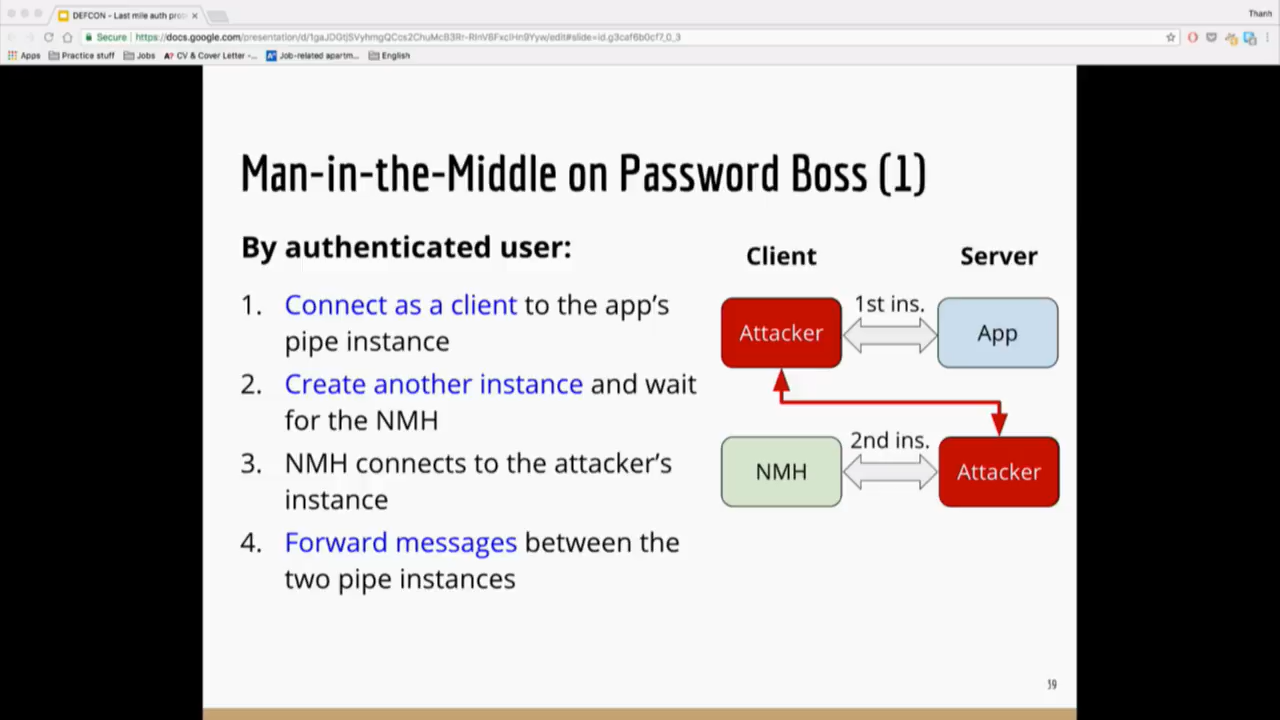 DEFCON – Last mile auth pro
Thanh
Secure
Apps
Practice stuff
Jobs
A? CV & Cover Letter -...
Job-related apartm...
English
Man-in-the-Middle on Password Boss (1)
By authenticated user:
1. Connect as a client to the app's
pipe instance
2. Create another instance and wait
for the NMH
3. NMH connects to the attacker's
instance
4. Forward messages between the
two pipe instances
Client
Server
Attacker
1st ins.
App
NMH
2nd ins.
Attacker
39